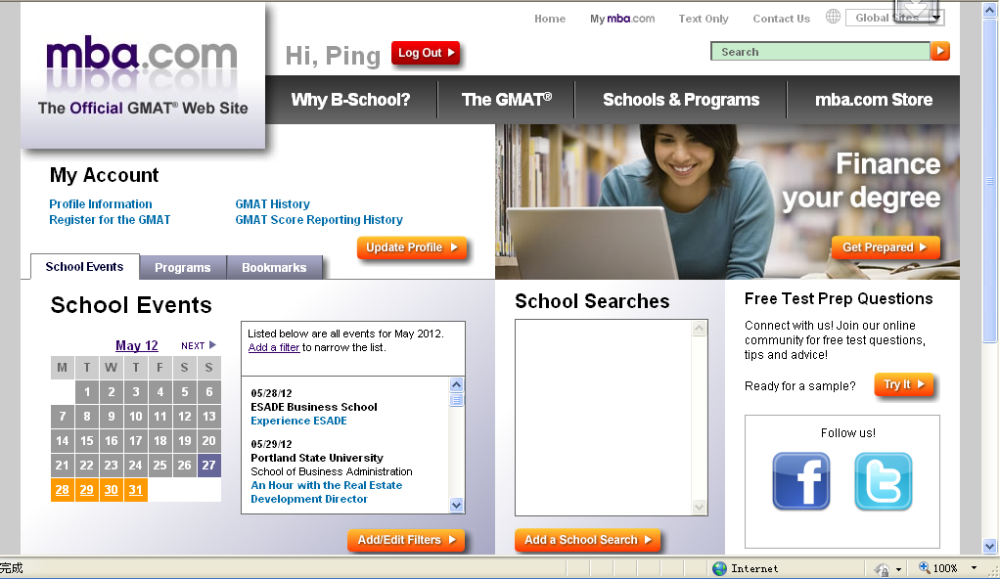 Home My mba.com Text Only Contact Us Global Sites
mba.com
The Official GMAT® Web Site
Hi, Ping Log Out
Search
Why B-School? The GMAT® Schools & Programs mba.com Store
My Account
Profile Information GMAT History
Register for the GMAT GMAT Score Reporting History
Update Profile
Finance
your degree
Get Prepared
School Events Programs Bookmarks
School Events
May 12 NEXT
M T W T F S S
1 2 3 4 5 6
7 8 9 10 11 12 13
14 15 16 17 18 19 20
21 22 23 24 25 26 27
28 29 30 31
Listed below are all events for May 2012.
Add a filter to narrow the list.
05/28/12
ESADE Business School
Experience ESADE
05/29/12
Portland State University
School of Business Administration
An Hour with the Real Estate
Development Director
Add/Edit Filters
School Searches
Add a School Search
Free Test Prep Questions
Connect with us! Join our online
community for free test questions,
tips and advice!
Ready for a sample? Try It
Follow us!
f t
完成 Internet 100%